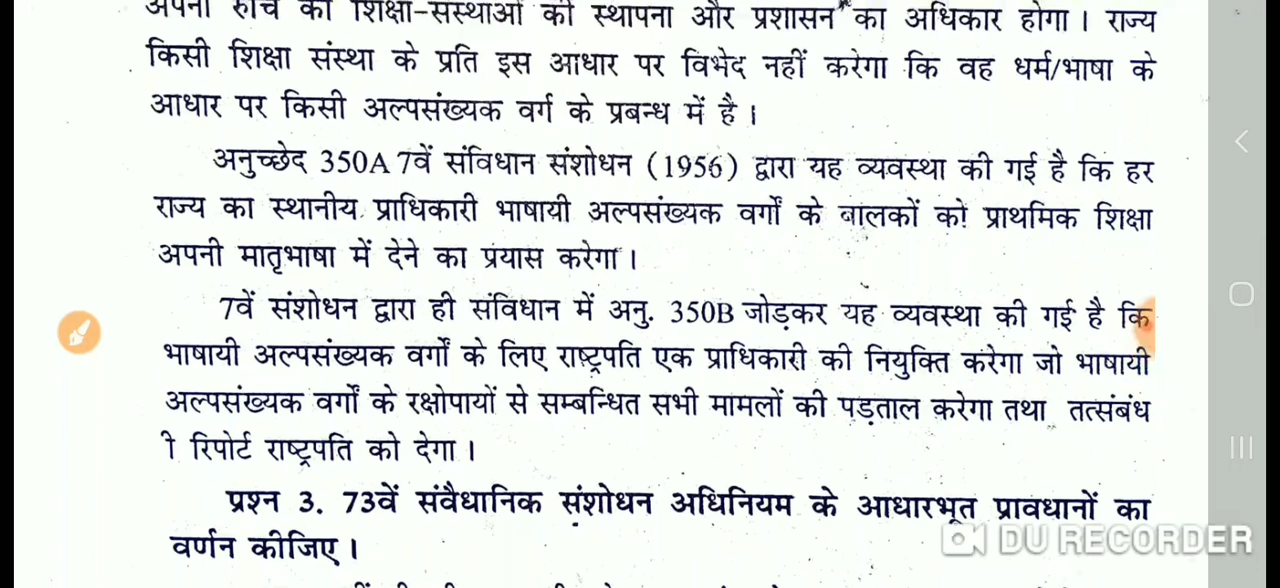 अपनी रुचि की शिक्षा-संस्थाओं की स्थापना और प्रशासन का अधिकार होगा। राज्य
किसी शिक्षा संस्था के प्रति इस आधार पर विभेद नहीं करेगा कि वह धर्म/भाषा के
आधार पर किसी अल्पसंख्यक वर्ग के प्रबन्ध में है।
अनुच्छेद 350A 7वें संविधान संशोधन (1956) द्वारा यह व्यवस्था की गई है कि हर
राज्य का स्थानीय प्राधिकारी भाषायी अल्पसंख्यक वर्गों के बालकों को प्राथमिक शिक्षा
अपनी मातृभाषा में देने का प्रयास करेगा।
7वें संशोधन द्वारा ही संविधान में अनु. 350B जोड़कर यह व्यवस्था की गई है कि
भाषायी अल्पसंख्यक वर्गों के लिए राष्ट्रपति एक प्राधिकारी की नियुक्ति करेगा जो भाषायी
अल्पसंख्यक वर्गों के रक्षोपायों से सम्बन्धित सभी मामलों की पड़ताल करेगा तथा तत्संबंध
ी रिपोर्ट राष्ट्रपति को देगा।
प्रश्न 3. 73वें संवैधानिक संशोधन अधिनियम के आधारभूत प्रावधानों का
वर्णन कीजिए।
DU RECORDER